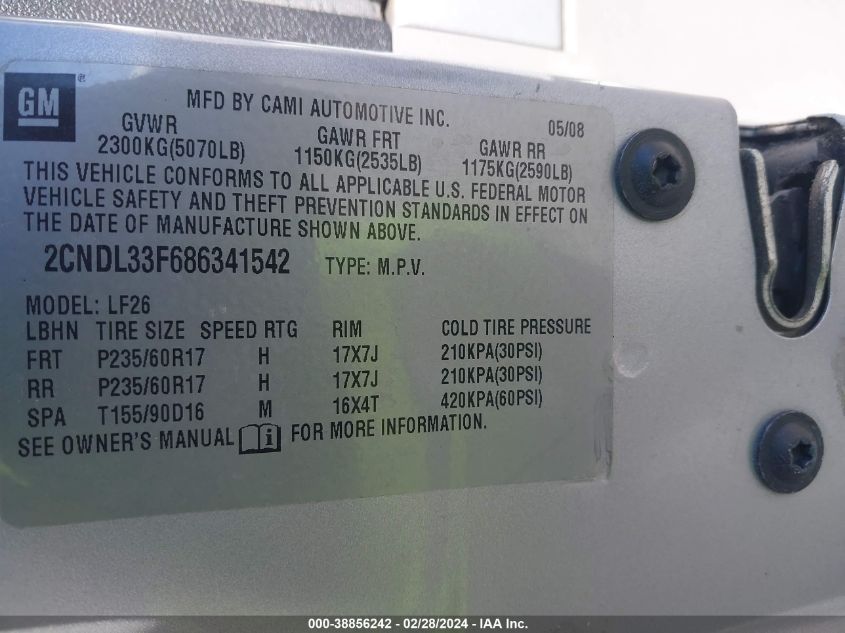 GM ®
MFD BY CAMI AUTOMOTIVE INC. 05/08
GVWR GAWR FRT GAWR RR
2300KG(5070LB) 1150KG(2535LB) 1175KG(2590LB)
THIS VEHICLE CONFORMS TO ALL APPLICABLE U.S. FEDERAL MOTOR
VEHICLE SAFETY AND THEFT PREVENTION STANDARDS IN EFFECT ON
THE DATE OF MANUFACTURE SHOWN ABOVE.
2CNDL33F686341542 TYPE: M.P.V.
MODEL: LF26
LBHN TIRE SIZE SPEED RTG RIM COLD TIRE PRESSURE
FRT P235/60R17 H 17X7J 210KPA(30PSI)
RR P235/60R17 H 17X7J 210KPA(30PSI)
SPA T155/90D16 M 16X4T 420KPA(60PSI)
SEE OWNER'S MANUAL i FOR MORE INFORMATION.
000-38856242 - 02/28/2024 - IAA Inc.